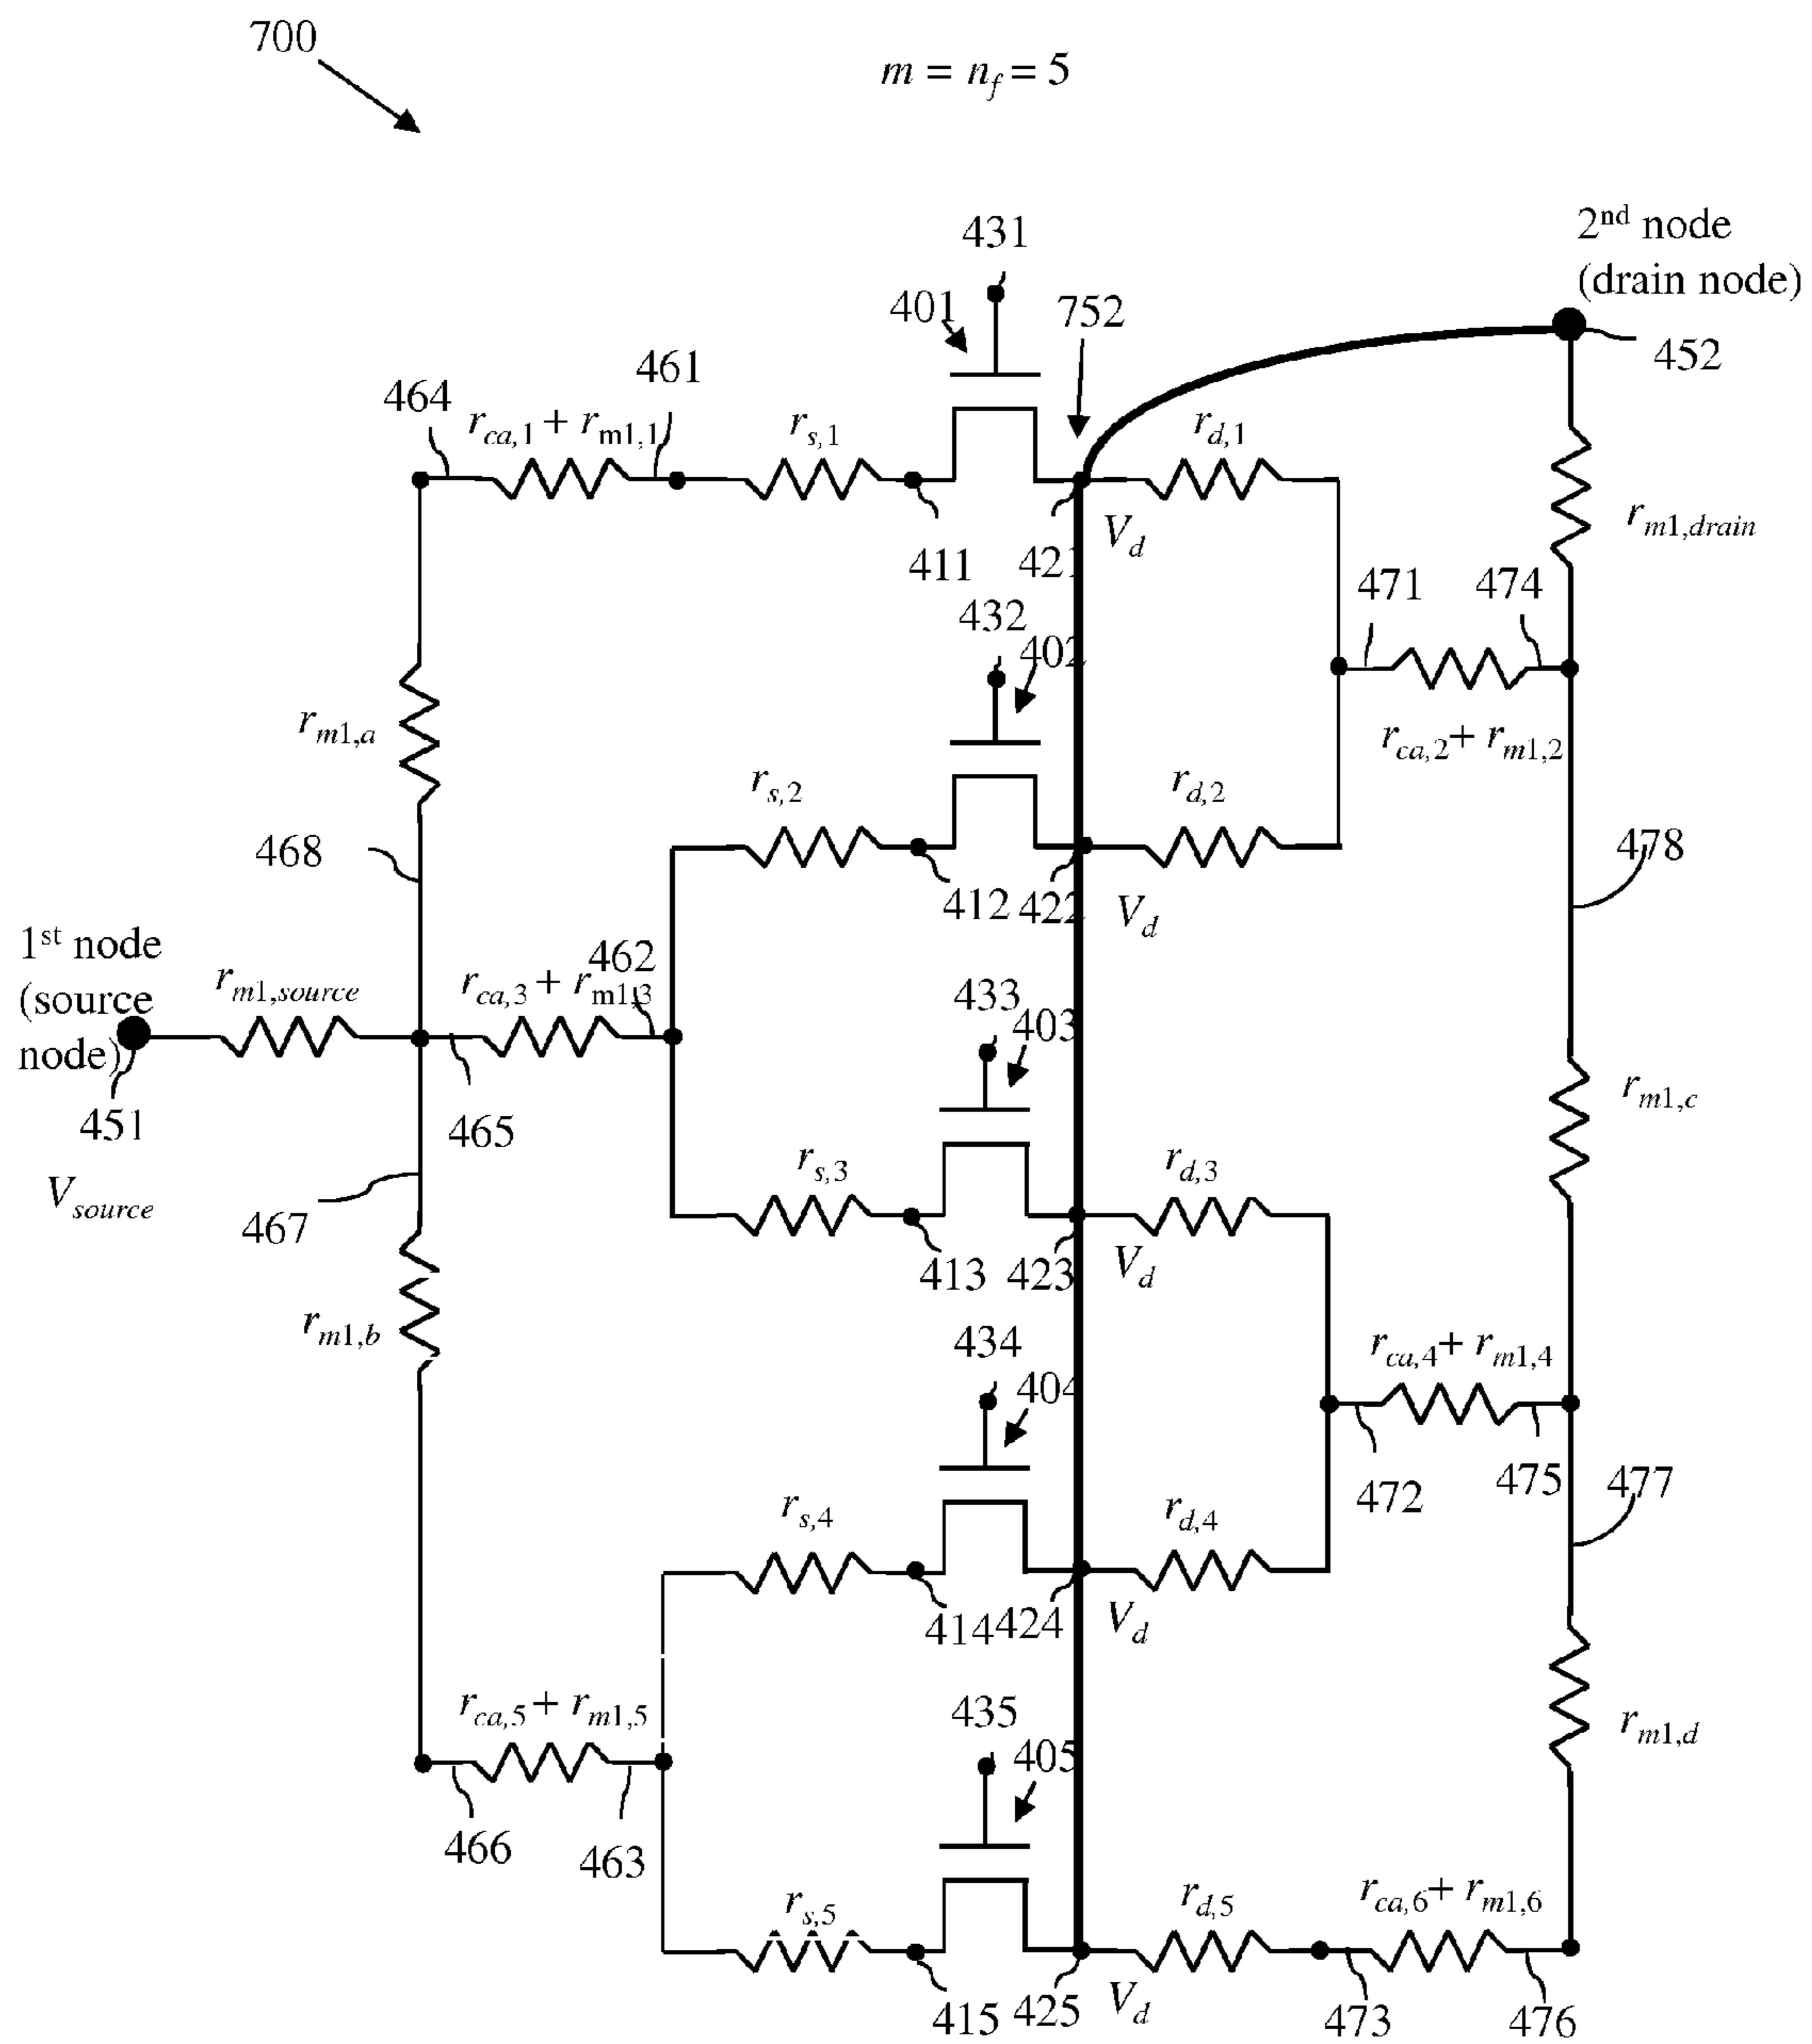 700
m = n_f = 5
2nd node
(drain node)
431
401
752
452
461
464
r_ca,1 + r_m1,1
r_s,1
r_d,1
r_m1,drain
V_d
411
421
471
474
432
402
r_m1,a
r_s,2
r_d,2
r_ca,2 + r_m1,2
468
478
412
422
V_d
1st node
(source
node)
r_m1,source
462
r_ca,3 + r_m1,3
433
403
r_m1,c
451
465
V_source
467
r_s,3
r_d,3
413
423
V_d
r_m1,b
434
404
r_ca,4 + r_m1,4
472
475
477
r_s,4
r_d,4
414
424
V_d
r_ca,5 + r_m1,5
435
405
r_m1,d
466
463
r_s,5
r_d,5
r_ca,6 + r_m1,6
415
425
V_d
473
476